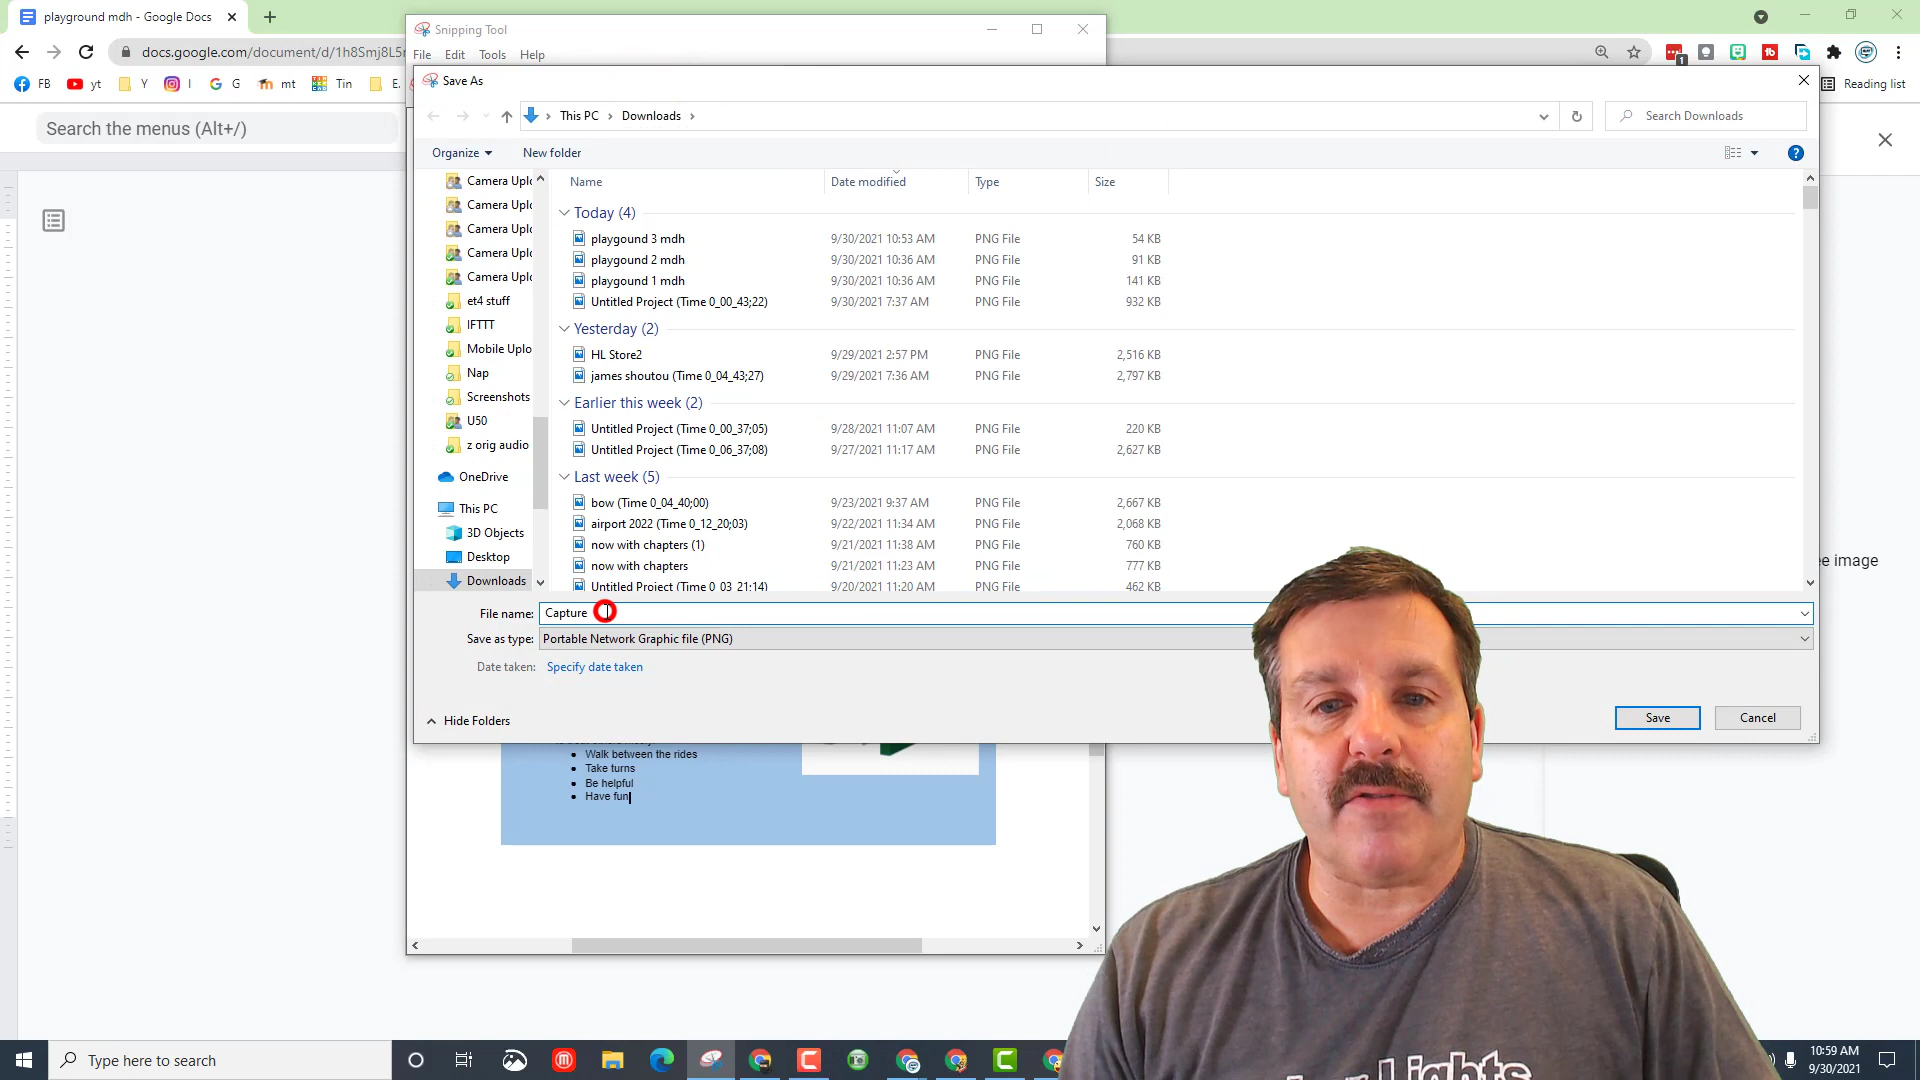 playground mdh - Google Docs
Snipping Tool
docs.google.com/document/d/1h8Smj8L5
File Edit Tools Help
1
FB yt Y I G mt Tin E.
Reading list
Save As
Search the menus (Alt+/)
This PC > Downloads >
Search Downloads
Organize New folder
Name Date modified Type Size
Camera Uplo
Camera Uplo
Camera Uplo
Camera Uplo
Camera Uplo
et4 stuff
IFTTT
Mobile Uplo
Nap
Screenshots
U50
z orig audio
OneDrive
This PC
3D Objects
Desktop
Downloads
Today (4)
playgound 3 mdh 9/30/2021 10:53 AM PNG File 54 KB
playgound 2 mdh 9/30/2021 10:36 AM PNG File 91 KB
playgound 1 mdh 9/30/2021 10:36 AM PNG File 141 KB
Untitled Project (Time 0_00_43;22) 9/30/2021 7:37 AM PNG File 932 KB
Yesterday (2)
HL Store2 9/29/2021 2:57 PM PNG File 2,516 KB
james shoutou (Time 0_04_43;27) 9/29/2021 7:36 AM PNG File 2,797 KB
Earlier this week (2)
Untitled Project (Time 0_00_37;05) 9/28/2021 11:07 AM PNG File 220 KB
Untitled Project (Time 0_06_37;08) 9/27/2021 11:17 AM PNG File 2,627 KB
Last week (5)
bow (Time 0_04_40;00) 9/23/2021 9:37 AM PNG File 2,667 KB
airport 2022 (Time 0_12_20;03) 9/22/2021 11:34 AM PNG File 2,068 KB
now with chapters (1) 9/21/2021 11:38 AM PNG File 760 KB
now with chapters 9/21/2021 11:23 AM PNG File 777 KB
Untitled Project (Time 0_03_21;14) 9/20/2021 11:20 AM PNG File 462 KB
ee image
File name: Capture
Save as type: Portable Network Graphic file (PNG)
Date taken: Specify date taken
Hide Folders
Save Cancel
• Walk between the rides
• Take turns
• Be helpful
• Have fun
Lights
Type here to search
10:59 AM
9/30/2021